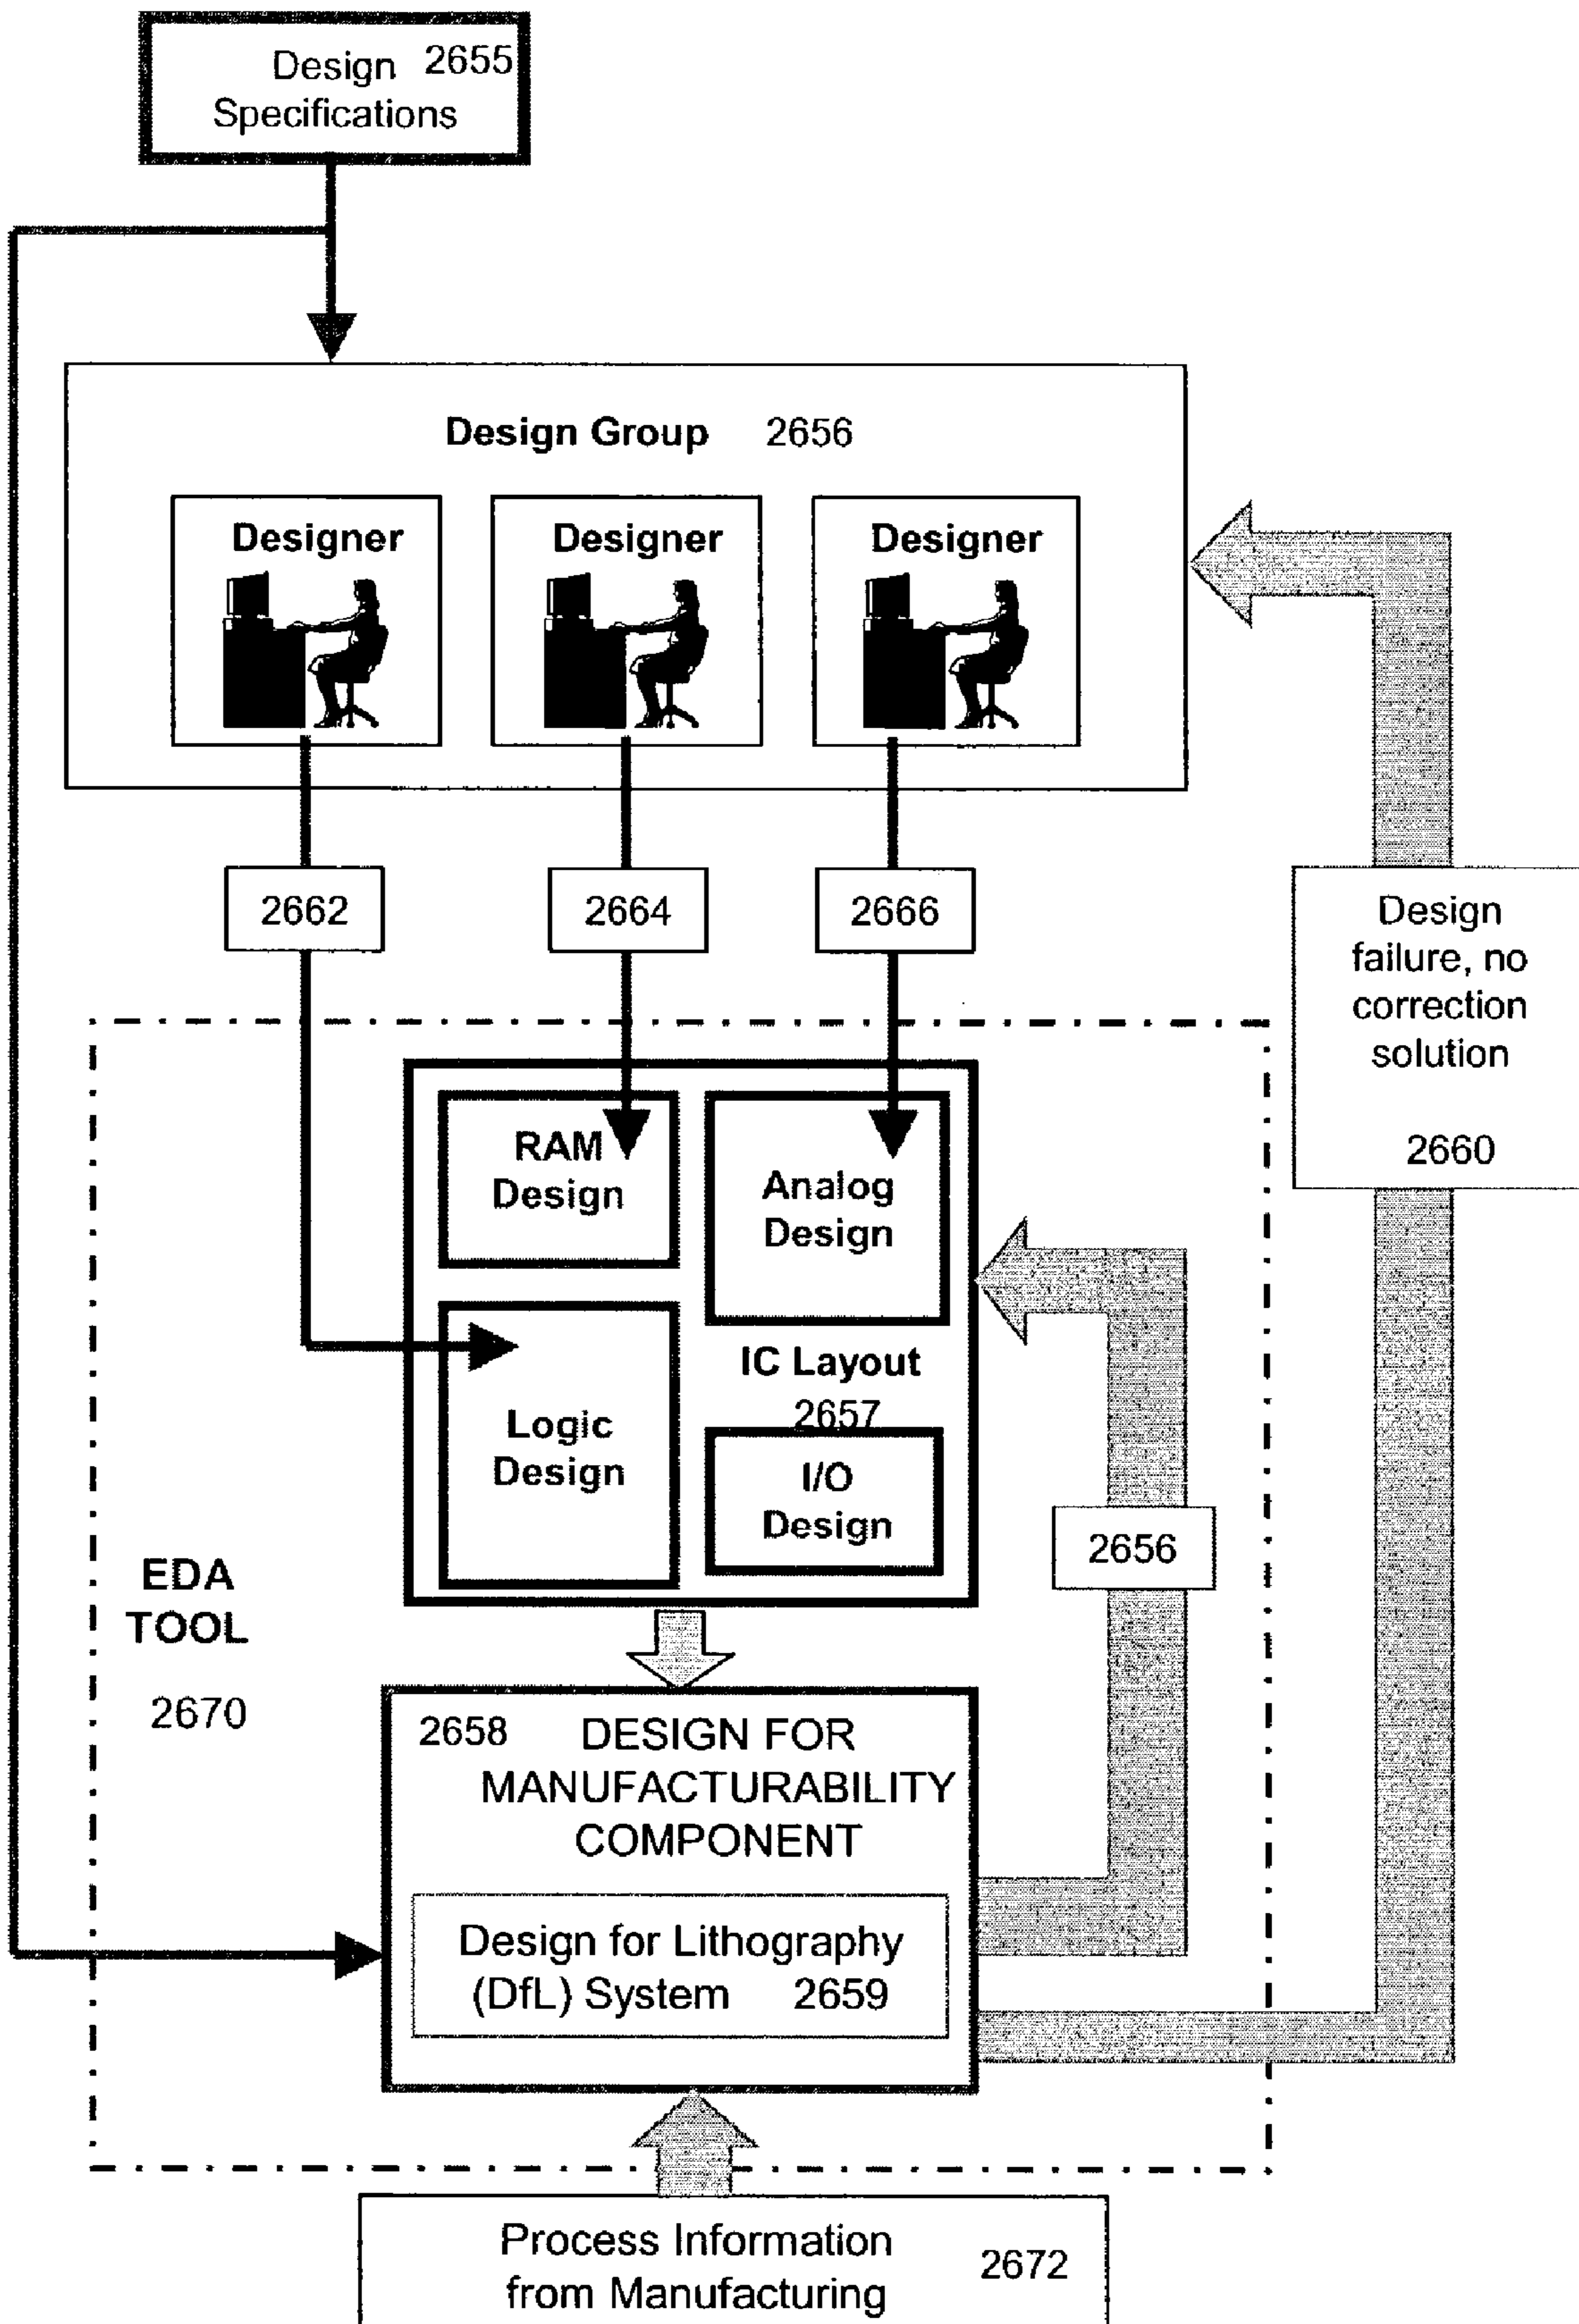 Design 2655
Specifications
Design Group 2656
Designer Designer Designer
2662 2664 2666
Design
failure, no
correction
solution
2660
RAM
Design
Analog
Design
IC Layout
2657
Logic
Design
I/O
Design
2656
EDA
TOOL
2670
2658 DESIGN FOR
MANUFACTURABILITY
COMPONENT
Design for Lithography
(DfL) System 2659
Process Information
from Manufacturing
2672